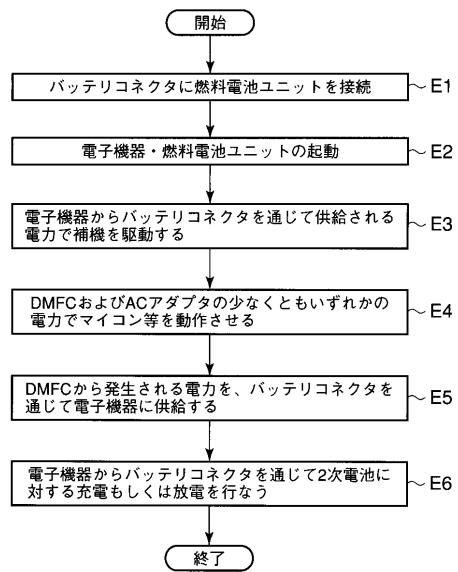 開始
バッテリコネクタに燃料電池ユニットを接続
E1
電子機器・燃料電池ユニットの起動
E2
電子機器からバッテリコネクタを通じて供給される
電力で補機を駆動する
E3
DMFCおよびACアダプタの少なくともいずれかの
電力でマイコン等を動作させる
E4
DMFCから発生される電力を、バッテリコネクタを
通じて電子機器に供給する
E5
電子機器からバッテリコネクタを通じて2次電池に
対する充電もしくは放電を行なう
E6
終了